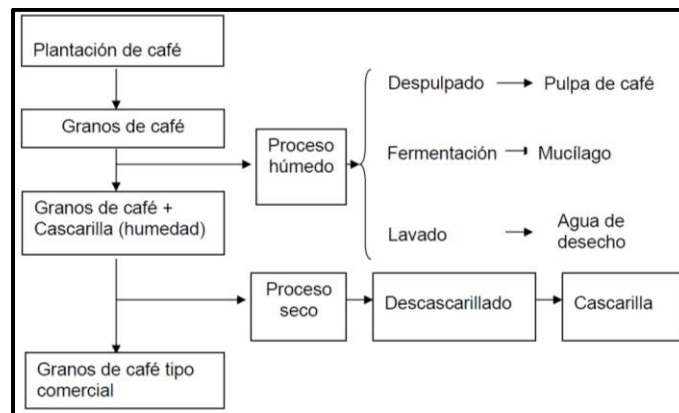 Plantación de café
Granos de café
Proceso
húmedo
Despulpado
Pulpa de café
Fermentación
Mucílago
Lavado
Agua de
desecho
Granos de café +
Cascarilla (humedad)
Proceso
seco
Descascarillado
Cascarilla
Granos de café tipo
comercial